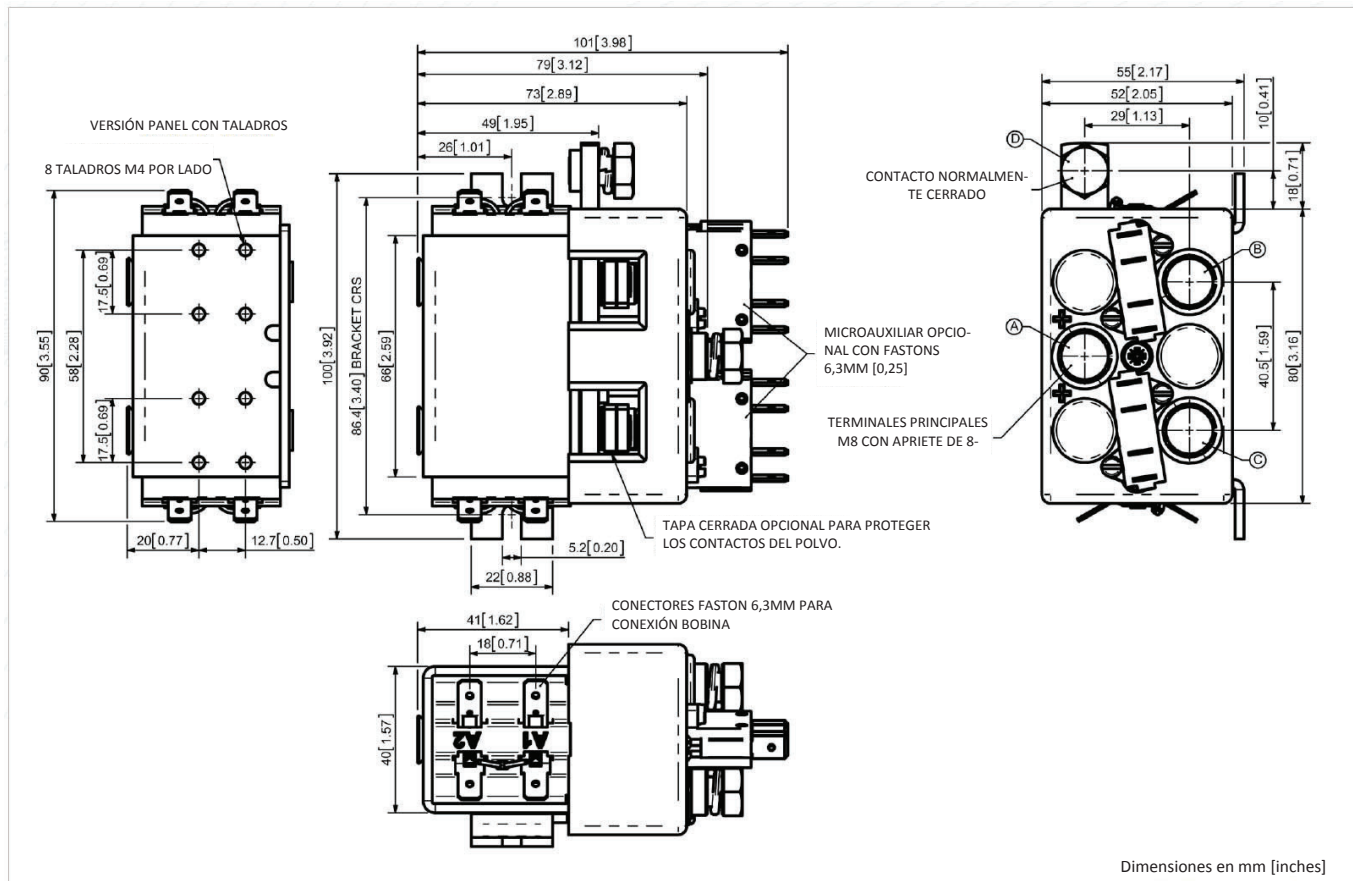 VERSIÓN PANEL CON TALADROS
8 TALADROS M4 POR LADO
90[3.55]
58[2.28]
17.5[0.69]
17.5[0.69]
20[0.77]
12.7[0.50]
101[3.98]
79[3.12]
73[2.89]
49[1.95]
26[1.01]
100[3.92]
86.4[3.40] BRACKET CRS
66[2.59]
5.2[0.20]
22[0.88]
MICROAUXILIAR OPCIO-
NAL CON FASTONS
6,3MM [0,25]
TERMINALES PRINCIPALES
M8 CON APRIETE DE 8-
TAPA CERRADA OPCIONAL PARA PROTEGER
LOS CONTACTOS DEL POLVO.
55[2.17]
52[2.05]
29[1.13]
10[0.41]
18[0.71]
D
CONTACTO NORMALMEN-
TE CERRADO
B
A
C
40.5[1.59]
80[3.16]
CONECTORES FASTON 6,3MM PARA
CONEXIÓN BOBINA
41[1.62]
18[0.71]
40[1.57]
A2
A1
Dimensiones en mm [inches]